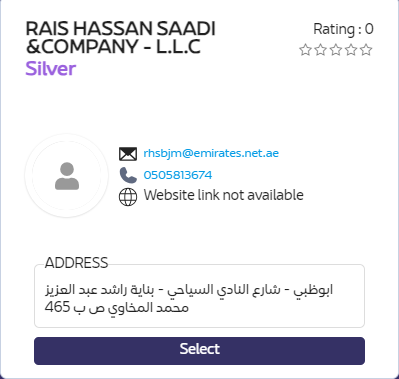 RAIS HASSAN SAADI
&COMPANY - L.L.C
Rating : 0
Silver
rhsbjm@emirates.net.ae
0505813674
Website link not available
ADDRESS
ابوظبي - شارع النادي السياحي - بناية راشد عبد العزيز
محمد المخاوي ص ب 465
Select